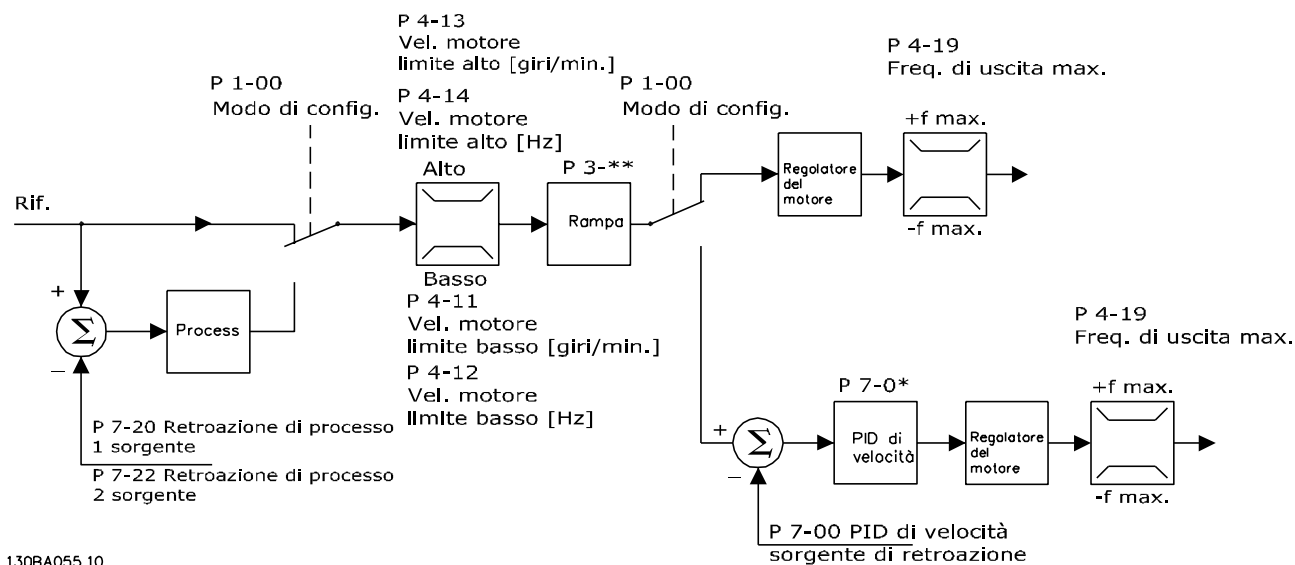 P 4-13
Vel. motore
limite alto [giri/min.]
P 4-19
Freq. di uscita max.
P 1-00
Modo di config.
P 4-14
Vel. motore
limite alto [Hz]
P 1-00
Modo di config.
+f max.
Alto
P 3-**
Regolatore
del
motore
Rif.
Rampa
-f max.
Basso
+
Σ
Process
−
P 4-11
Vel. motore
limite basso [giri/min.]
P 4-12
Vel. motore
limite basso [Hz]
P 4-19
Freq. di uscita max.
P 7-20 Retroazione di processo
1 sorgente
P 7-22 Retroazione di processo
2 sorgente
P 7-0*
+f max.
+
Σ
−
PID di
velocità
Regolatore
del
motore
-f max.
P 7-00 PID di velocità
sorgente di retroazione
130BA055.10